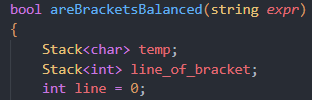 bool areBracketsBalanced(string expr)
{
    Stack<char> temp;
    Stack<int> line_of_bracket;
    int line = 0;